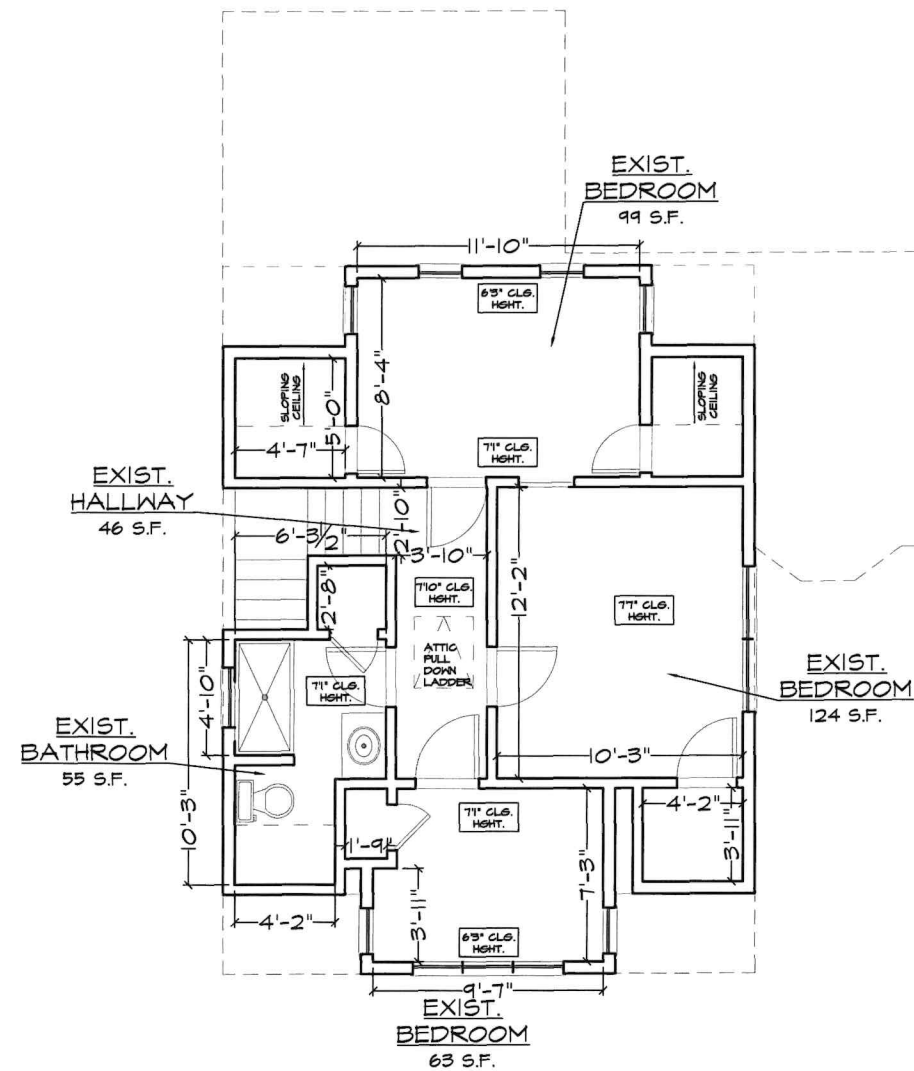 EXIST.
BEDROOM
99 S.F.
11'-10"
6'3" CLG.
HGHT.
8'-4"
SLOPING
CEILING
5'-0"
4'-7"
SLOPING
CEILING
7'1" CLG.
HGHT.
EXIST.
HALLWAY
46 S.F.
6'-3 1/2"
2'-10"
3'-10"
2'-8"
7'10" CLG.
HGHT.
12'-2"
7'7" CLG.
HGHT.
ATTIC
PULL
DOWN
LADDER
7'1" CLG.
HGHT.
4'-10"
EXIST.
BEDROOM
124 S.F.
EXIST.
BATHROOM
55 S.F.
10'-3"
10'-3"
4'-2"
3'-11"
7'1" CLG.
HGHT.
1'-9"
7'-3"
3'-11"
4'-2"
6'3" CLG.
HGHT.
9'-7"
EXIST.
BEDROOM
63 S.F.